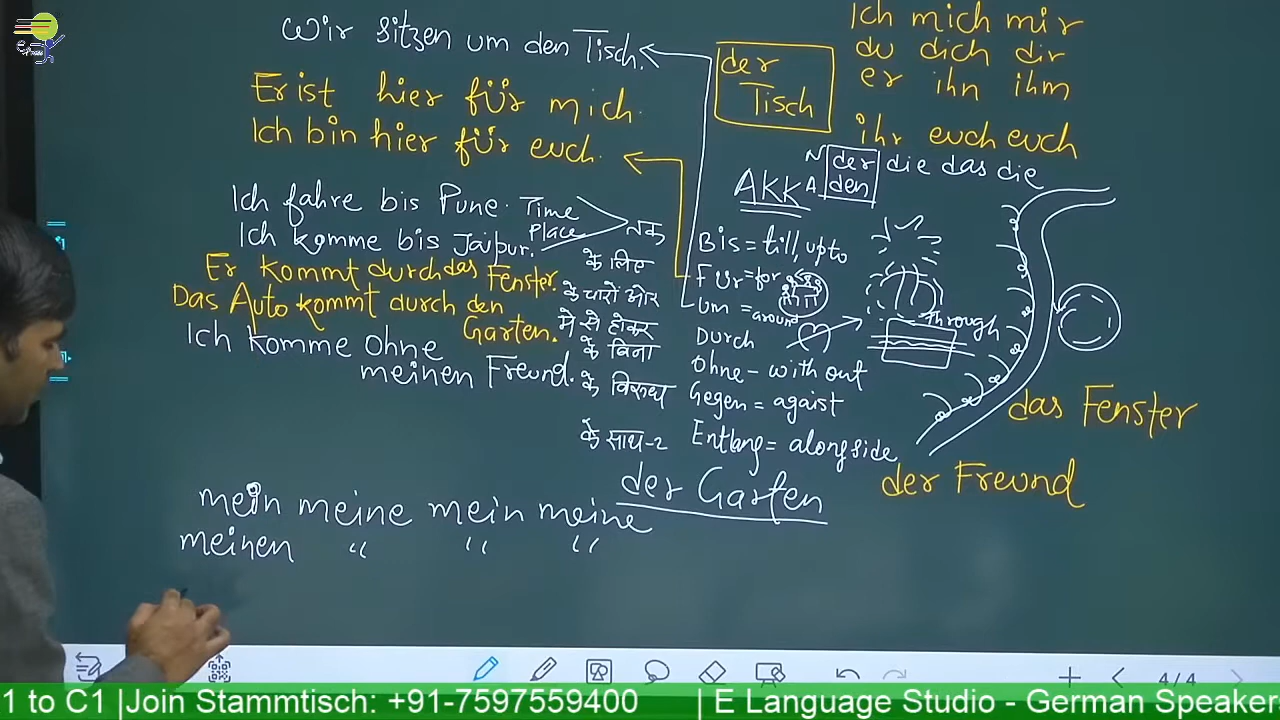 Wir sitzen um den Tisch.
Er ist hier für mich.
Ich bin hier für euch.
Ich fahre bis Pune. Time
Ich komme bis Jaipur. Place
तक
Er kommt durch das Fenster.
Das Auto kommt durch den
Garten.
Ich komme ohne
meinen Freund.
mein meine mein meine
meinen " " "
der
Tisch
Ich mich mir
du dich dir
er ihn ihm
ihr euch euch
N der die das die
AKK A den
Bis = till, upto
के लिए Für = for
के चारों ओर Um = around
में से होकर Durch through
के बिना Ohne - with out
के विरुध Gegen = agaist
के साथ-2 Entlang = alongside
der Garten
das Fenster
der Freund
4/4
1 to C1 |Join Stammtisch: +91-7597559400 | E Language Studio - German Speaker